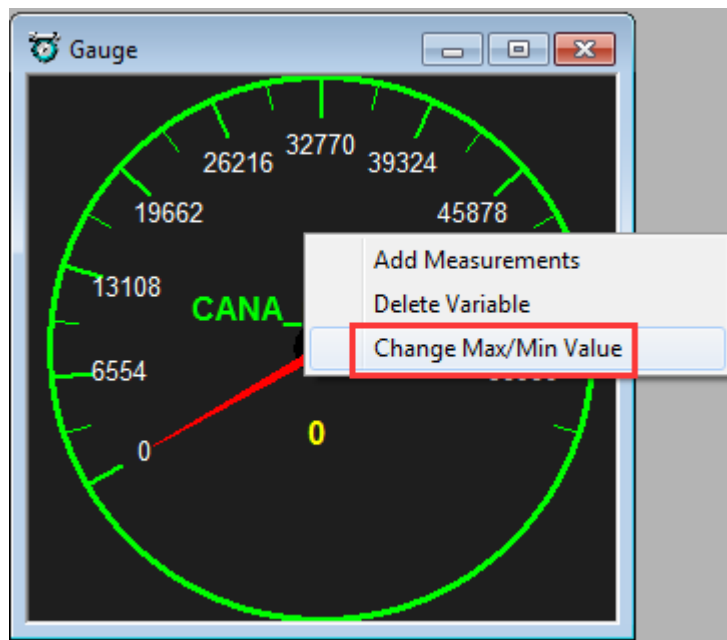 Gauge
32770
26216
39324
19662
45878
Add Measurements
13108
Delete Variable
CANA_
Change Max/Min Value
6554
0
0